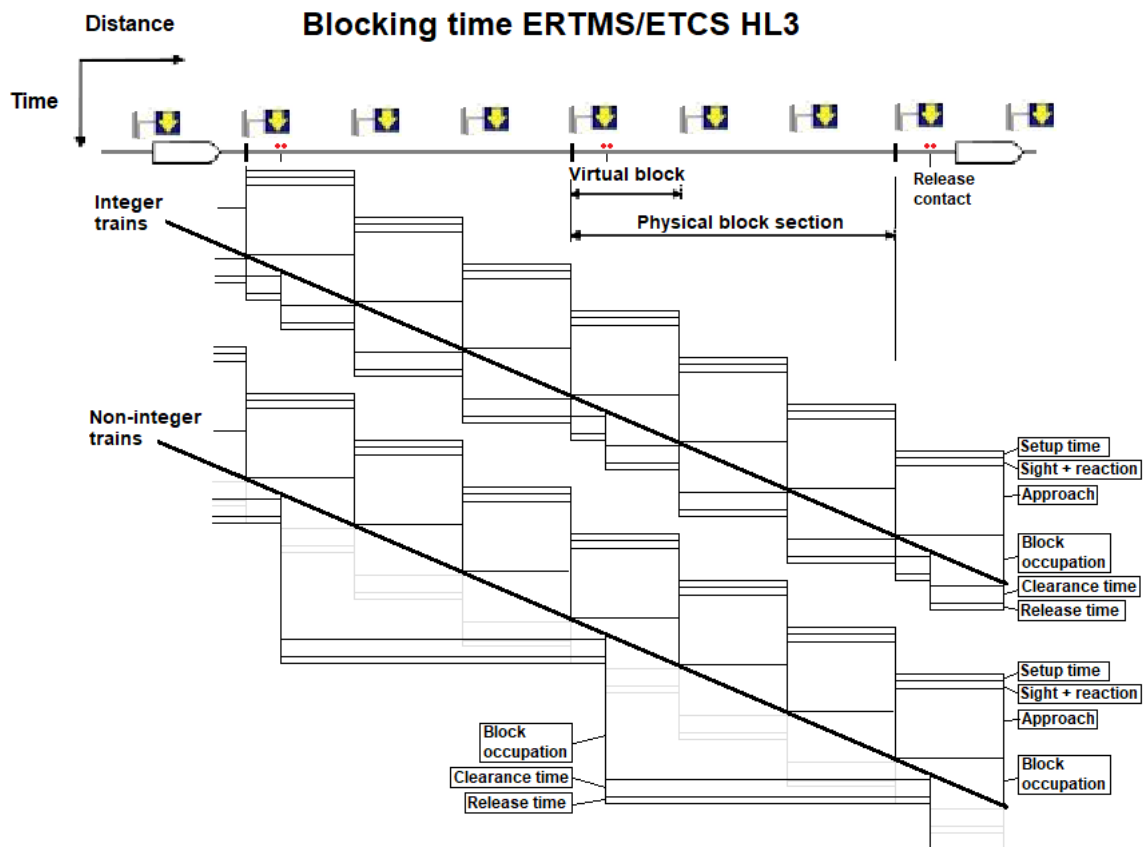 Blocking time ERTMS/ETCS HL3
Distance
Time
Virtual block
Release
contact
Physical block section
Integer
trains
Non-integer
trains
Setup time
Sight + reaction
Approach
Block
occupation
Clearance time
Release time
Setup time
Sight + reaction
Approach
Block
occupation
Block
occupation
Clearance time
Release time